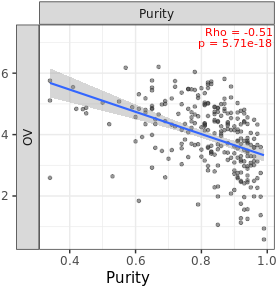 Purity
Rho = -0.51
p = 5.71e-18
OV
6
4
2
0.4
0.6
0.8
1.0
Purity